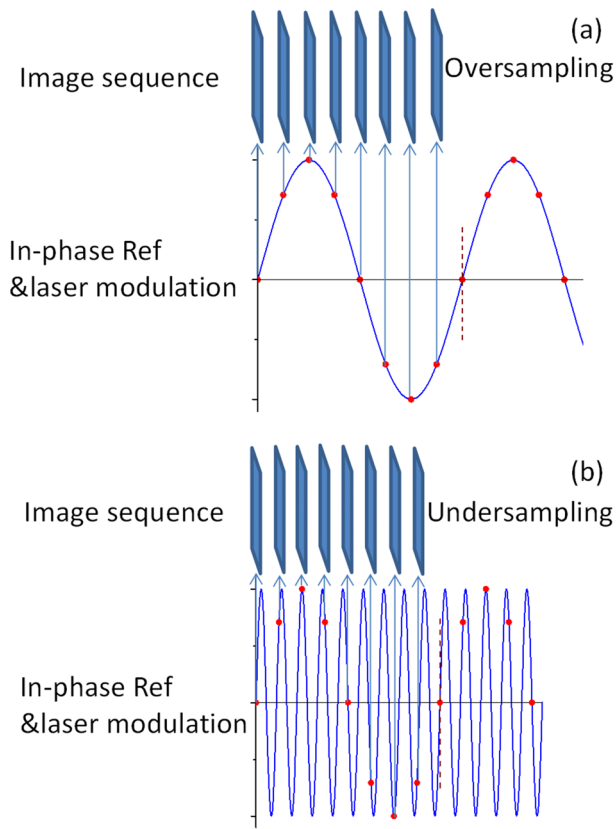 (a)
Image sequence
Oversampling
In-phase Ref
&laser modulation
(b)
Image sequence
Undersampling
In-phase Ref
&laser modulation